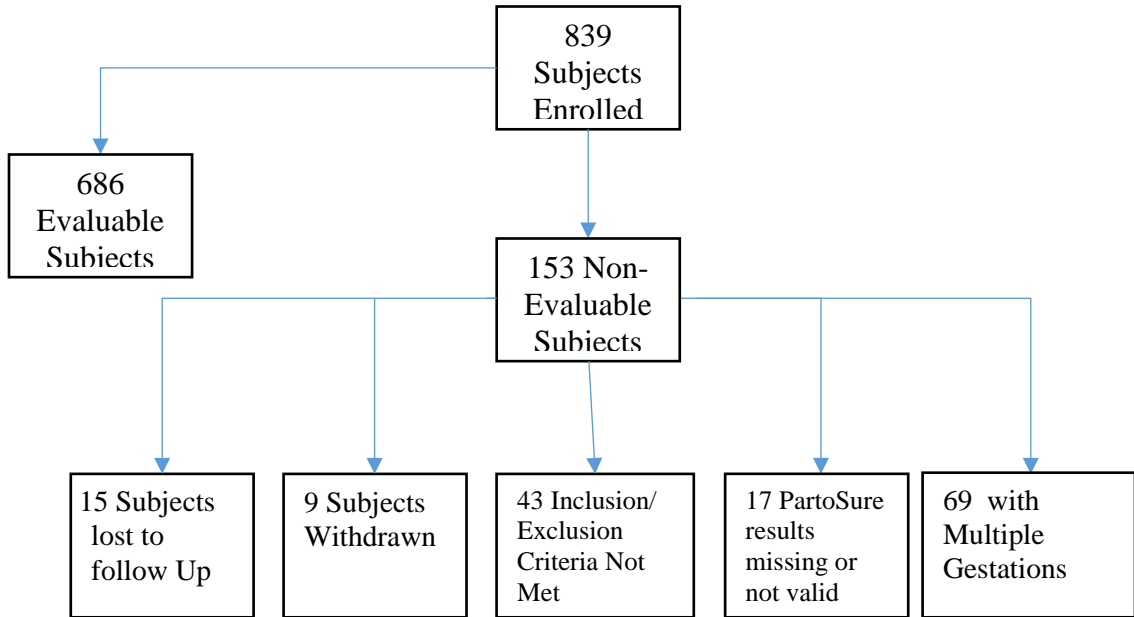 839
Subjects
Enrolled
686
Evaluable
Subjects
153 Non-
Evaluable
Subjects
15 Subjects
lost to
follow Up
9 Subjects
Withdrawn
43 Inclusion/
Exclusion
Criteria Not
Met
17 PartoSure
results
missing or
not valid
69 with
Multiple
Gestations